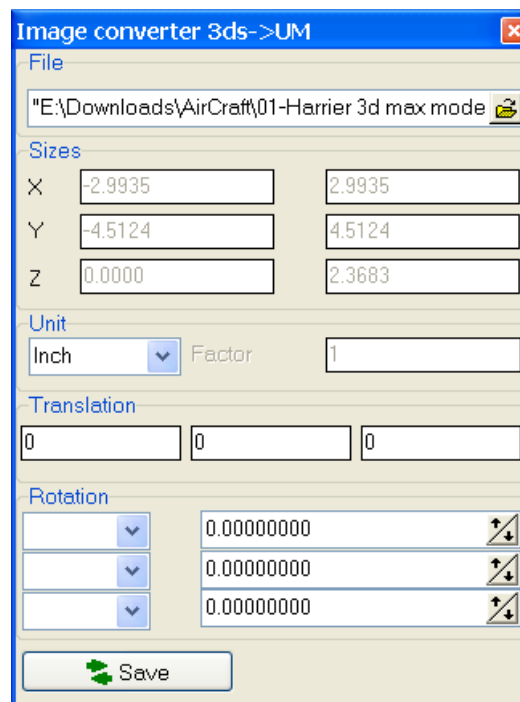 Image converter 3ds->UM
File
"E:\Downloads\AirCraft\01-Harrier 3d max mode
Sizes
X -2.9935 2.9935
Y -4.5124 4.5124
Z 0.0000 2.3683
Unit
Inch Factor 1
Translation
0 0 0
Rotation
0.00000000
0.00000000
0.00000000
Save